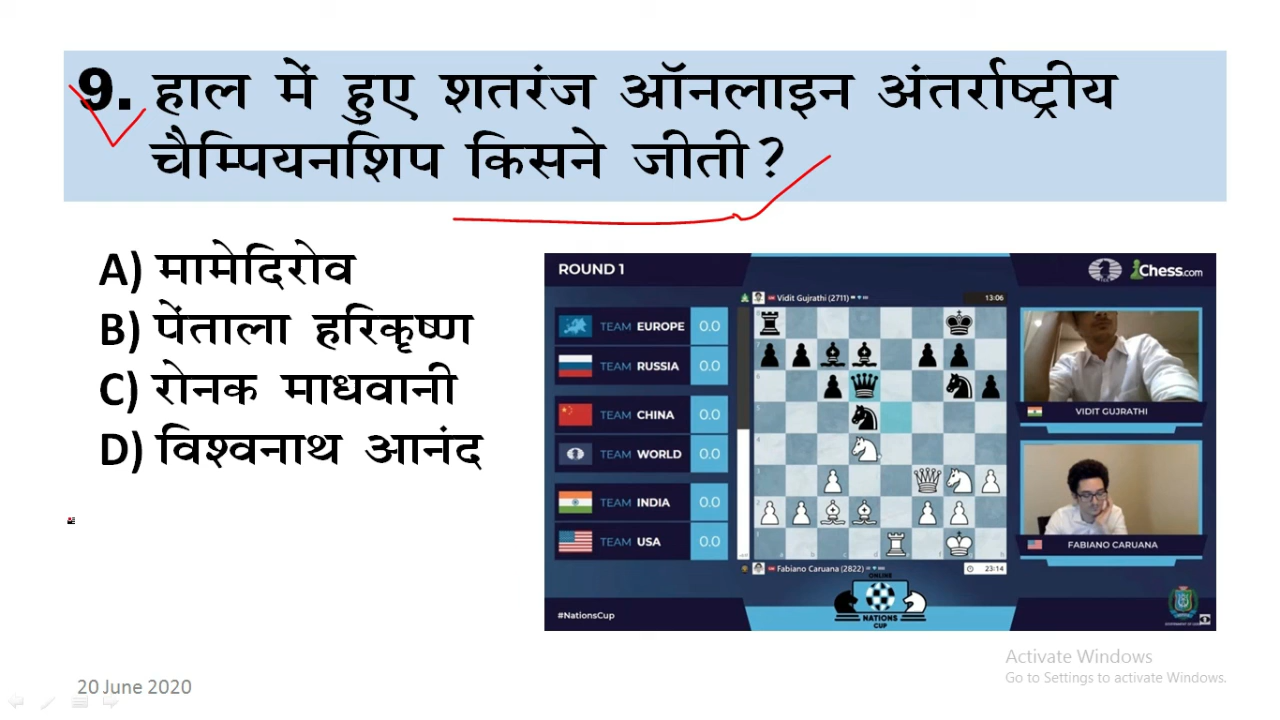 9. हाल में हुए शतरंज ऑनलाइन अंतर्राष्ट्रीय
चैम्पियनशिप किसने जीती?
A) मामेदिरोव
B) पेंताला हरिकृष्ण
C) रोनक माधवानी
D) विश्वनाथ आनंद
ROUND 1
Chess.com
Vidit Gujrathi (2711)
13:06
TEAM EUROPE 0.0
TEAM RUSSIA 0.0
TEAM CHINA 0.0
TEAM WORLD 0.0
TEAM INDIA 0.0
TEAM USA 0.0
VIDIT GUJRATHI
FABIANO CARUANA
Fabiano Caruana (2822)
23:14
ONLINE
NATIONS
CUP
#NationsCup
Activate Windows
Go to Settings to activate Windows.
20 June 2020